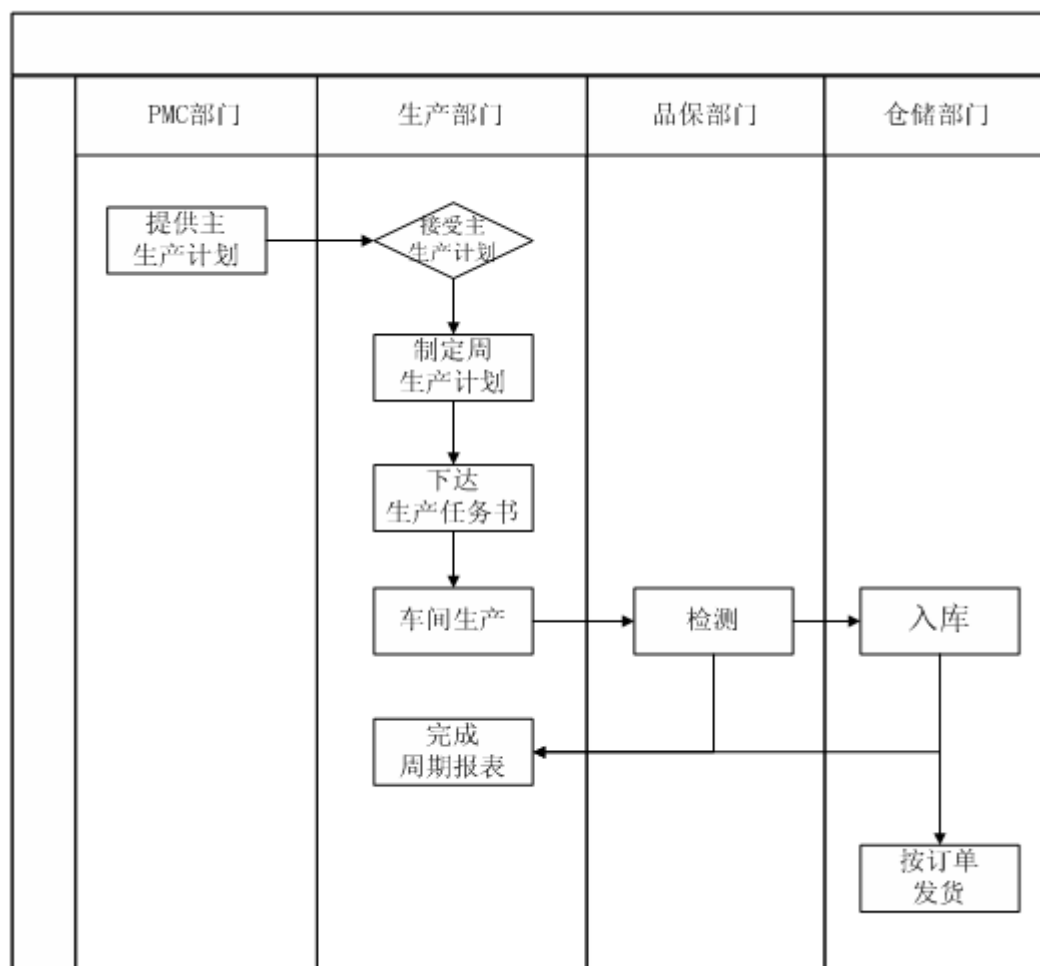 PMC部门
生产部门
品保部门
仓储部门
提供主
生产计划
接受主
生产计划
制定周
生产计划
下达
生产任务书
车间生产
检测
入库
完成
周期报表
按订单
发货